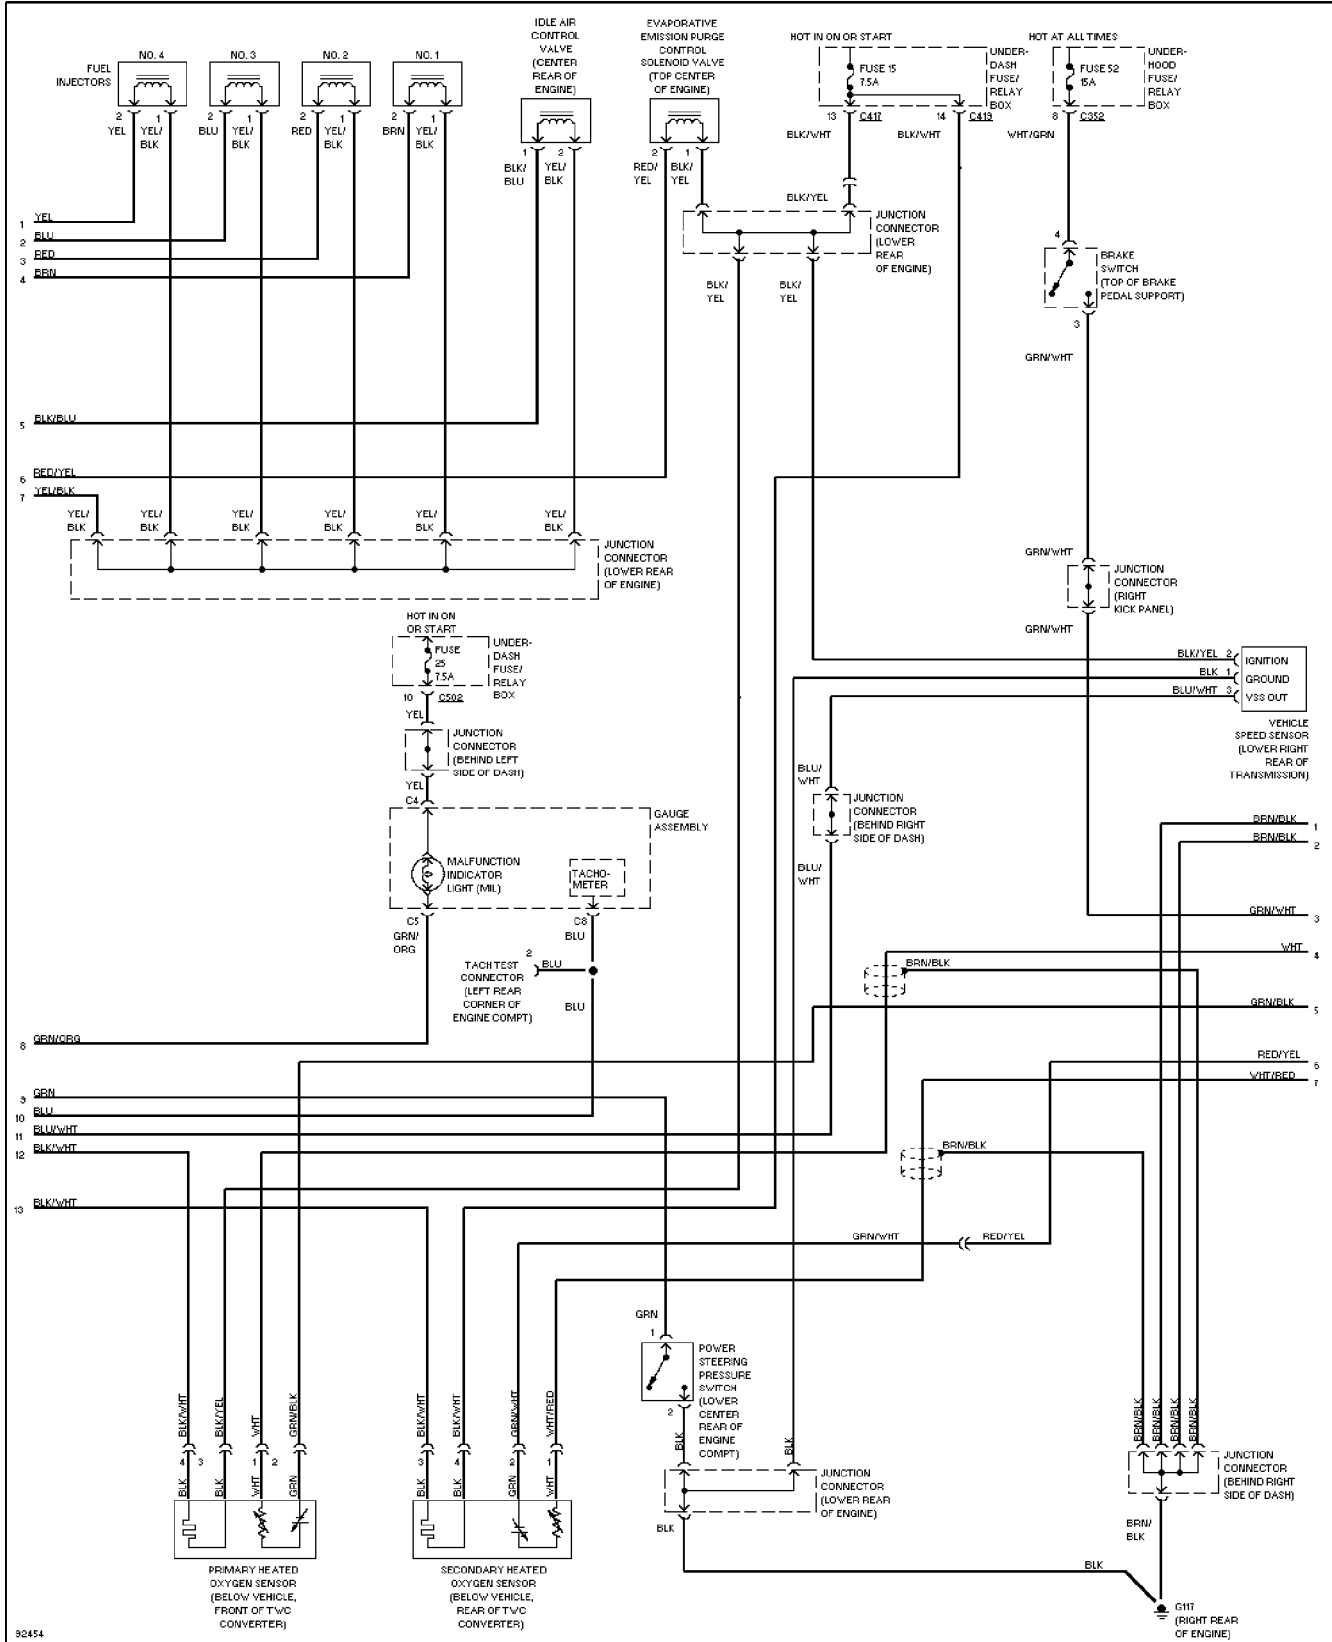 IDLE AIR
CONTROL
VALVE
(CENTER
REAR OF
ENGINE)
EVAPORATIVE
EMISSION PURGE
CONTROL
SOLENOID VALVE
(TOP CENTER
OF ENGINE)
HOT IN ON OR START
HOT AT ALL TIMES
FUEL
INJECTORS
NO. 4
NO. 3
NO. 2
NO. 1
FUSE 15
7.5A
UNDER-
DASH
FUSE/
RELAY
BOX
FUSE 52
15A
UNDER-
HOOD
FUSE/
RELAY
BOX
2 1 2 1 2 1 2 1
YEL YEL/
BLK
BLU YEL/
BLK
RED YEL/
BLK
BRN YEL/
BLK
13 C417
14 C419
8 C352
BLK/WHT
BLK/WHT
WHT/GRN
1 2
BLK/
BLU
YEL/
BLK
2 1
RED/
YEL
BLK/
YEL
BLK/YEL
JUNCTION
CONNECTOR
(LOWER
REAR
OF ENGINE)
1 YEL
2 BLU
3 RED
4 BRN
4
BRAKE
SWITCH
(TOP OF BRAKE
PEDAL SUPPORT)
3
BLK/
YEL
BLK/
YEL
GRN/WHT
5 BLK/BLU
6 RED/YEL
7 YEL/BLK
YEL/
BLK
YEL/
BLK
YEL/
BLK
YEL/
BLK
YEL/
BLK
YEL/
BLK
JUNCTION
CONNECTOR
(LOWER REAR
OF ENGINE)
GRN/WHT
JUNCTION
CONNECTOR
(RIGHT
KICK PANEL)
GRN/WHT
HOT IN ON
OR START
FUSE
25
7.5A
UNDER-
DASH
FUSE/
RELAY
BOX
10 C502
YEL
JUNCTION
CONNECTOR
(BEHIND LEFT
SIDE OF DASH)
YEL
C4
BLK/YEL 2 IGNITION
BLK 1 GROUND
BLU/WHT 3 VSS OUT
VEHICLE
SPEED SENSOR
(LOWER RIGHT
REAR OF
TRANSMISSION)
BLU/
WHT
JUNCTION
CONNECTOR
(BEHIND RIGHT
SIDE OF DASH)
BLU/
WHT
GAUGE
ASSEMBLY
MALFUNCTION
INDICATOR
LIGHT (MIL)
TACHO-
METER
C5
GRN/
ORG
C8
BLU
2
BLU
TACH TEST
CONNECTOR
(LEFT REAR
CORNER OF
ENGINE COMPT)
BLU
BRN/BLK 1
BRN/BLK 2
GRN/WHT 3
WHT 4
BRN/BLK
GRN/BLK 5
RED/YEL 6
WHT/RED 7
8 GRN/ORG
9 GRN
10 BLU
11 BLU/WHT
12 BLK/WHT
13 BLK/WHT
BRN/BLK
GRN/WHT
RED/YEL
GRN
1
POWER
STEERING
PRESSURE
SWITCH
(LOWER
CENTER
REAR OF
ENGINE
COMPT)
2
BLK
BLK
BLK/WHT
BLK/YEL
WHT
GRN/BLK
4 3 1 2
BLK
BLK
WHT
GRN
BLK/WHT
BLK/WHT
GRN/WHT
WHT/RED
3 4 2 1
BLK
BLK
GRN
WHT
BRN/BLK
BRN/BLK
BRN/BLK
BRN/BLK
JUNCTION
CONNECTOR
(LOWER REAR
OF ENGINE)
JUNCTION
CONNECTOR
(BEHIND RIGHT
SIDE OF DASH)
BLK
BRN/
BLK
BLK
PRIMARY HEATED
OXYGEN SENSOR
(BELOW VEHICLE,
FRONT OF TWC
CONVERTER)
SECONDARY HEATED
OXYGEN SENSOR
(BELOW VEHICLE,
REAR OF TWC
CONVERTER)
G117
(RIGHT REAR
OF ENGINE)
92454